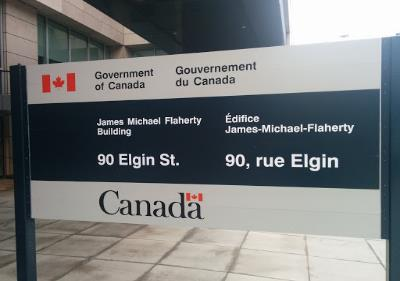 Government
of Canada
Gouvernement
du Canada
James Michael Flaherty
Building
90 Elgin St.
Édifice
James-Michael-Flaherty
90, rue Elgin
Canada